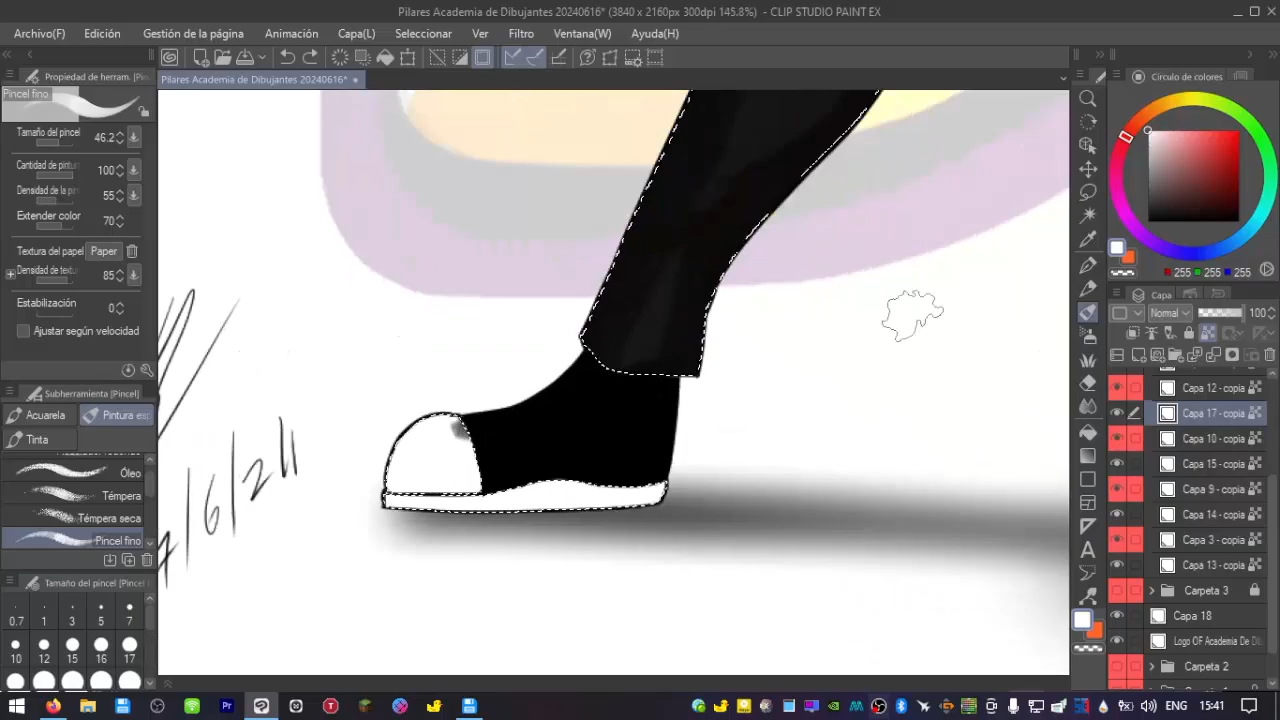 Pilares Academia de Dibujantes 20240616* (3840 x 2160px 300dpi 145.8%) - CLIP STUDIO PAINT EX
Archivo(F) Edición Gestión de la página Animación Capa(L) Seleccionar Ver Filtro Ventana(W) Ayuda(H)
Propiedad de herram. [Pin
Pilares Academia de Dibujantes 20240616*
Círculo de colores
Pincel fino
Tamaño del pincel 46.2
Cantidad de pintur 100
Densidad de la pin 55
Extender color 70
Textura del papel Paper
Densidad de textu 85
Estabilización 0
Ajustar según velocidad
Subherramienta [Pincel]
Acuarela Pintura es
Tinta
Óleo
Témpera
Témpera seca
Pincel fino
Tamaño del pincel [Pincel
0.7 1 3 5 7
10 12 15 16 17
255 255 255
Capa
Normal 100
Capa 12 - copia
Capa 17 - copia
Capa 10 - copia
Capa 15 - copia
Capa 9 - copia
Capa 14 - copia
Capa 3 - copia
Capa 13 - copia
Carpeta 3
Capa 18
Logo OF Academia De Di
Carpeta 2
ENG 15:41